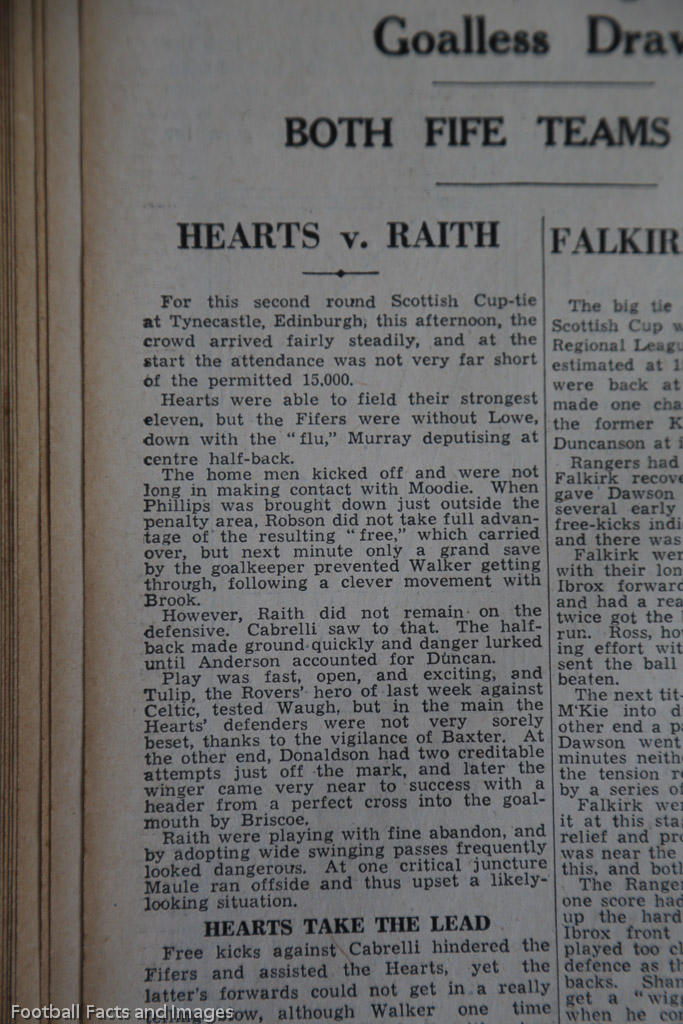 Goalless
BOTH FIFE TEAMS
HEARTS v. RAITH
For this second round Scottish Cup-tie
at Tynecastle, Edinburgh, this afternoon, the
crowd arrived fairly steadily, and at the
start the attendance was not very far short
of the permitted 15,000.
Hearts were able to field their strongest
eleven, but the Fifers were without Lowe,
down with the "flu," Murray deputising at
centre half-back.
The home men kicked off and were not
long in making contact with Moodie. When
Phillips was brought down just outside the
penalty area, Robson did not take full advan-
tage of the resulting "free," which carried
over, but next minute only a grand save
by the goalkeeper prevented Walker getting
through, following a clever movement with
Brook.
However, Raith did not remain on the
defensive. Cabrelli saw to that. The half-
back made ground quickly and danger lurked
until Anderson accounted for Duncan.
Play was fast, open, and exciting, and
Tulip, the Rovers' hero of last week against
Celtic, tested Waugh, but in the main the
Hearts' defenders were not very sorely
beset, thanks to the vigilance of Baxter. At
the other end, Donaldson had two creditable
attempts just off the mark, and later the
winger came very near to success with a
header from a perfect cross into the goal-
mouth by Briscoe.
Raith were playing with fine abandon, and
by adopting wide swinging passes frequently
looked dangerous. At one critical juncture
Maule ran offside and thus upset a likely-
looking situation.
HEARTS TAKE THE LEAD
Free kicks against Cabrelli hindered the
Fifers and assisted the Hearts, yet the
latter's forwards could not get in a really
although Walker one time
FALKIR
The big tie
Scottish Cup
Regional Leagu
estimated at 1
were back at
made one cha
the former K
Duncanson at
Rangers had
Falkirk recove
gave Dawson
several early
free-kicks indi
and there was
Falkirk wer
with their lon
Ibrox forward
and had a rea
twice got the
run. Ross, ho
ing effort wit
sent the ball
beaten.
The next tit-
M'Kie into d
other end a p
Dawson went
minutes neith
the tension r
by a series of
Falkirk wer
it at this sta
relief and pr
was near the
this, and both
The Range
one score had
up the hard
Ibrox front
played too cl
defence as th
backs. Shan
get a "wig
when he co
Football Facts and Images